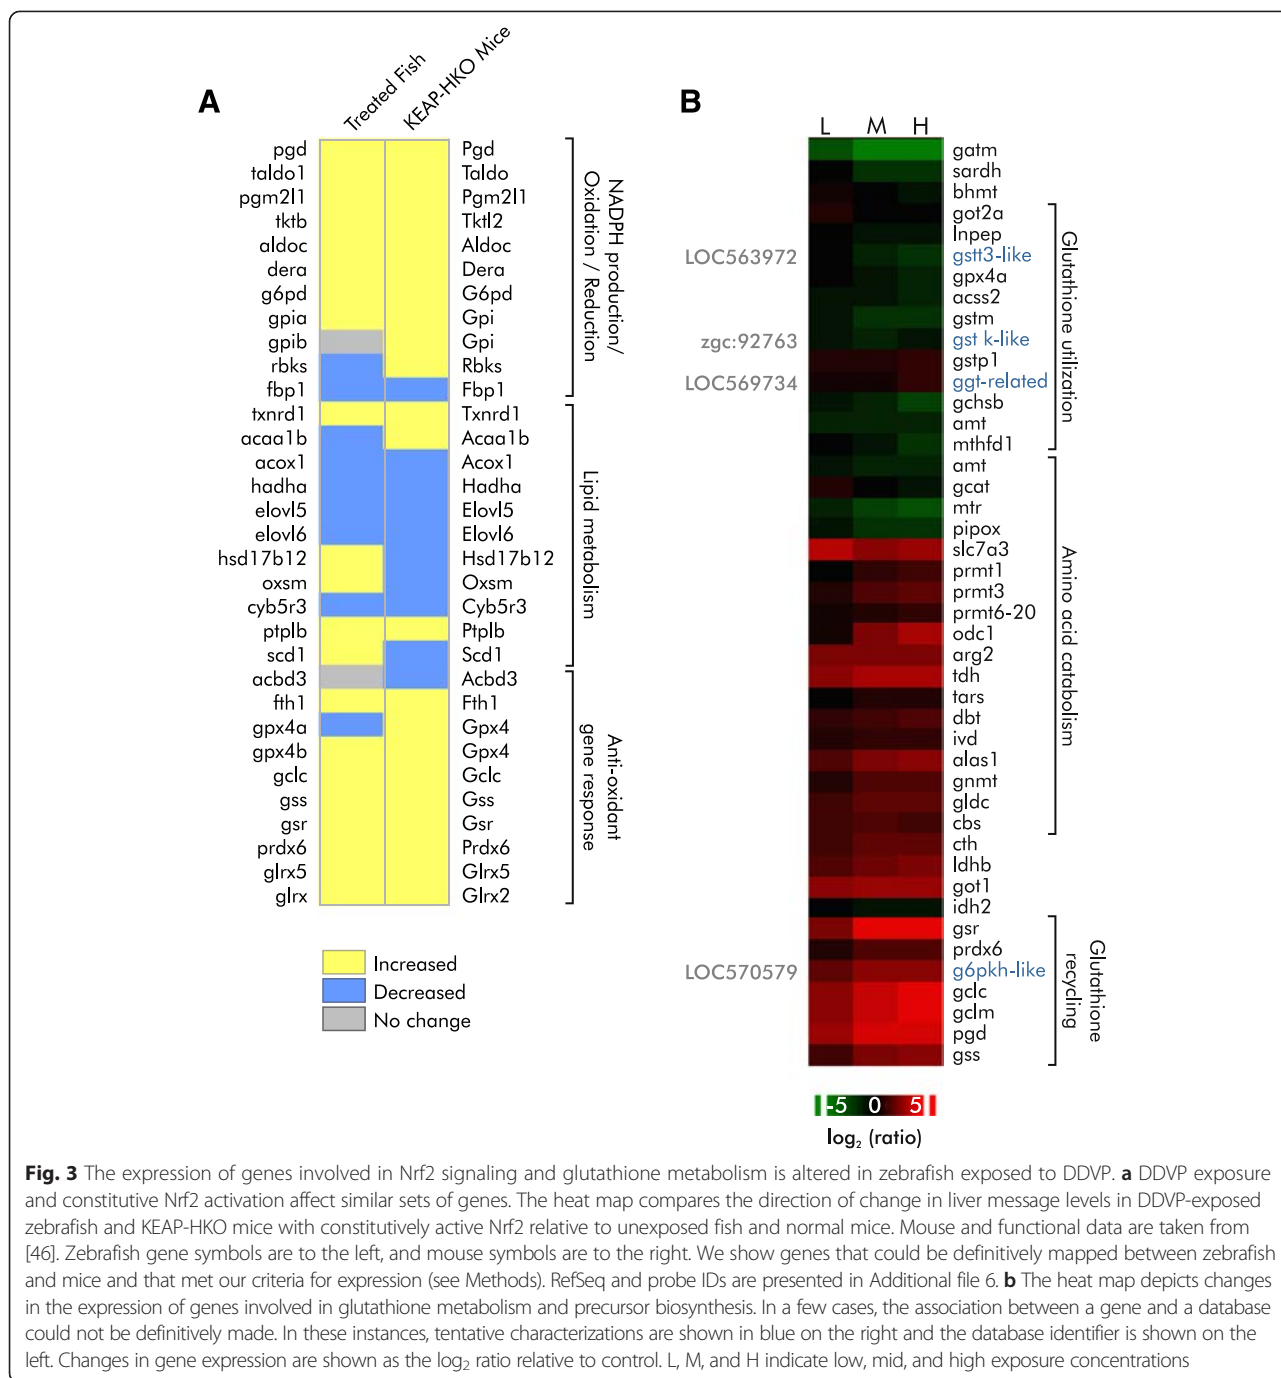 A
Treated Fish
KEAP-HKO Mice
pgd Pgd
taldo1 Taldo
pgm2l1 Pgm2l1
tktb Tktl2
aldoc Aldoc
dera Dera
g6pd G6pd
gpia Gpi
gpib Gpi
rbks Rbks
fbp1 Fbp1
txnrd1 Txnrd1
acaa1b Acaa1b
acox1 Acox1
hadha Hadha
elovl5 Elovl5
elovl6 Elovl6
hsd17b12 Hsd17b12
oxsm Oxsm
cyb5r3 Cyb5r3
ptplb Ptplb
scd1 Scd1
acbd3 Acbd3
fth1 Fth1
gpx4a Gpx4
gpx4b Gpx4
gclc Gclc
gss Gss
gsr Gsr
prdx6 Prdx6
glrx5 Glrx5
glrx Glrx2
NADPH production/
Oxidation / Reduction
Lipid metabolism
Anti-oxidant
gene response
Increased
Decreased
No change
B
L M H
gatm
sardh
bhmt
got2a
lnpep
LOC563972 gstt3-like
gpx4a
acss2
gstm
zgc:92763 gst k-like
gstp1
LOC569734 ggt-related
gchsb
amt
mthfd1
amt
gcat
mtr
pipox
slc7a3
prmt1
prmt3
prmt6-20
odc1
arg2
tdh
tars
dbt
ivd
alas1
gnmt
gldc
cbs
cth
ldhb
got1
idh2
gsr
prdx6
LOC570579 g6pkh-like
gclc
gclm
pgd
gss
Glutathione utilization
Amino acid catabolism
Glutathione
recycling
-5 0 5
log₂ (ratio)
Fig. 3 The expression of genes involved in Nrf2 signaling and glutathione metabolism is altered in zebrafish exposed to DDVP. a DDVP exposure
and constitutive Nrf2 activation affect similar sets of genes. The heat map compares the direction of change in liver message levels in DDVP-exposed
zebrafish and KEAP-HKO mice with constitutively active Nrf2 relative to unexposed fish and normal mice. Mouse and functional data are taken from
[46]. Zebrafish gene symbols are to the left, and mouse symbols are to the right. We show genes that could be definitively mapped between zebrafish
and mice and that met our criteria for expression (see Methods). RefSeq and probe IDs are presented in Additional file 6. b The heat map depicts changes
in the expression of genes involved in glutathione metabolism and precursor biosynthesis. In a few cases, the association between a gene and a database
could not be definitively made. In these instances, tentative characterizations are shown in blue on the right and the database identifier is shown on the
left. Changes in gene expression are shown as the log₂ ratio relative to control. L, M, and H indicate low, mid, and high exposure concentrations